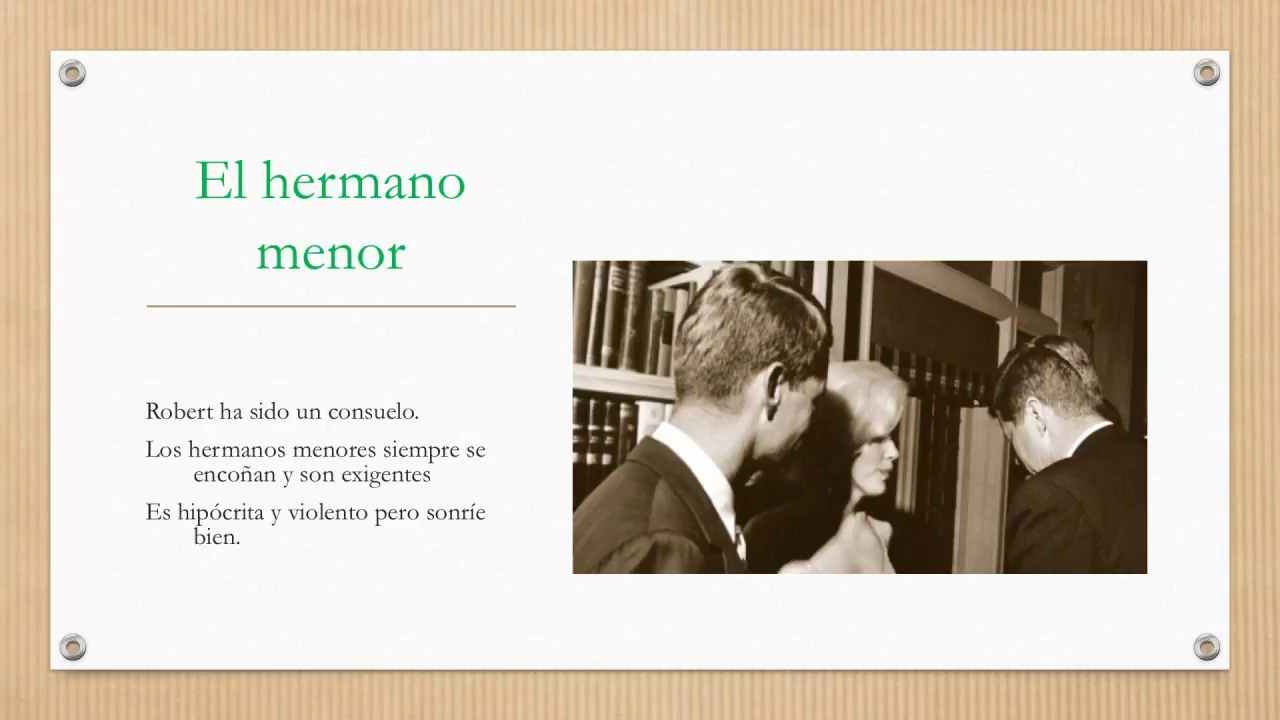 El hermano
menor
Robert ha sido un consuelo.
Los hermanos menores siempre se
encoñan y son exigentes
Es hipócrita y violento pero sonríe
bien.